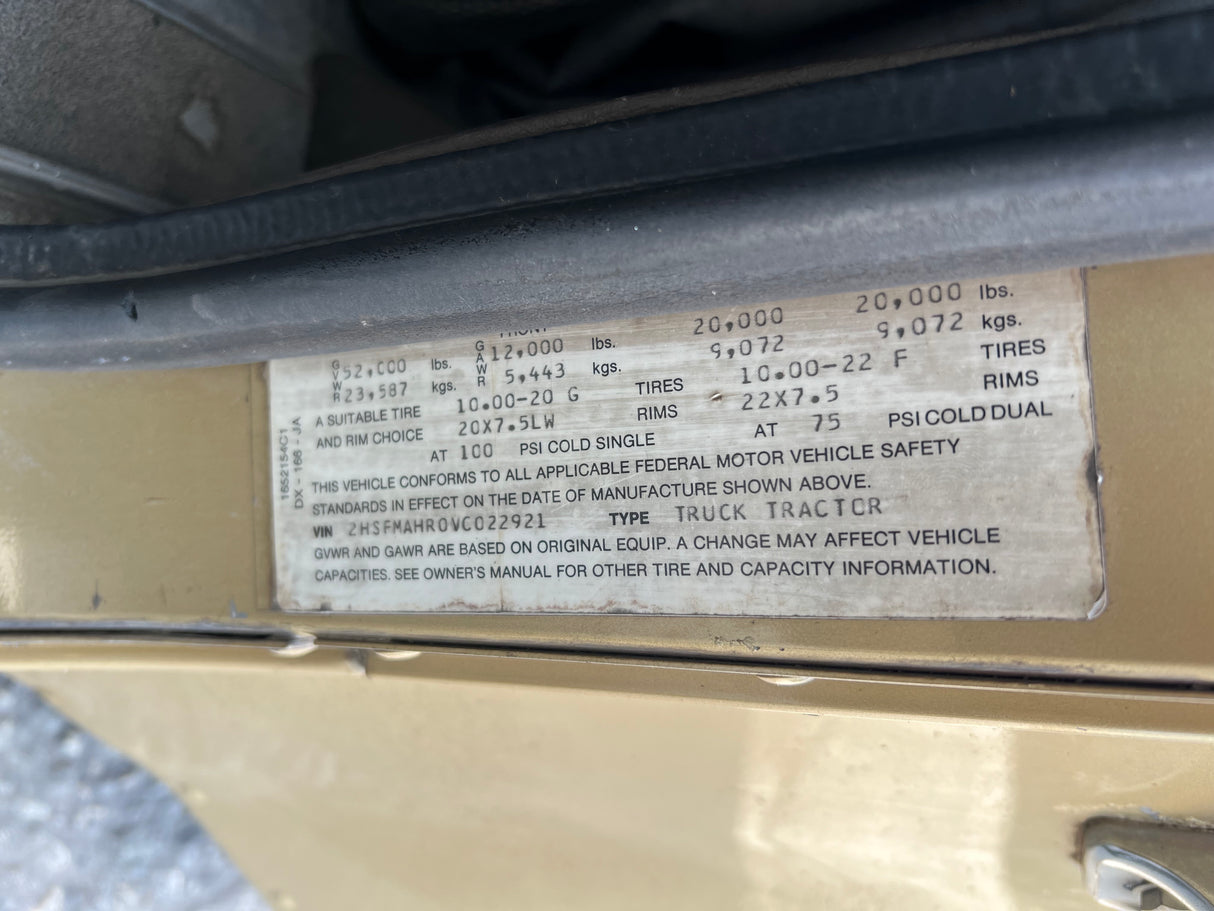 20,000 20,000 lbs.
GVWR 52,000 lbs. GAWR 12,000 lbs. 9,072 9,072 kgs.
23,587 kgs. 5,443 kgs. 10.00-22 F TIRES
A SUITABLE TIRE 10.00-20 G TIRES 22X7.5 RIMS
AND RIM CHOICE 20X7.5LW RIMS AT 75 PSI COLD DUAL
AT 100 PSI COLD SINGLE
THIS VEHICLE CONFORMS TO ALL APPLICABLE FEDERAL MOTOR VEHICLE SAFETY
STANDARDS IN EFFECT ON THE DATE OF MANUFACTURE SHOWN ABOVE.
VIN 2HSFMAHR0VC022921 TYPE TRUCK TRACTOR
GVWR AND GAWR ARE BASED ON ORIGINAL EQUIP. A CHANGE MAY AFFECT VEHICLE
CAPACITIES. SEE OWNER'S MANUAL FOR OTHER TIRE AND CAPACITY INFORMATION.
1652154C1
DX - 166 - JA